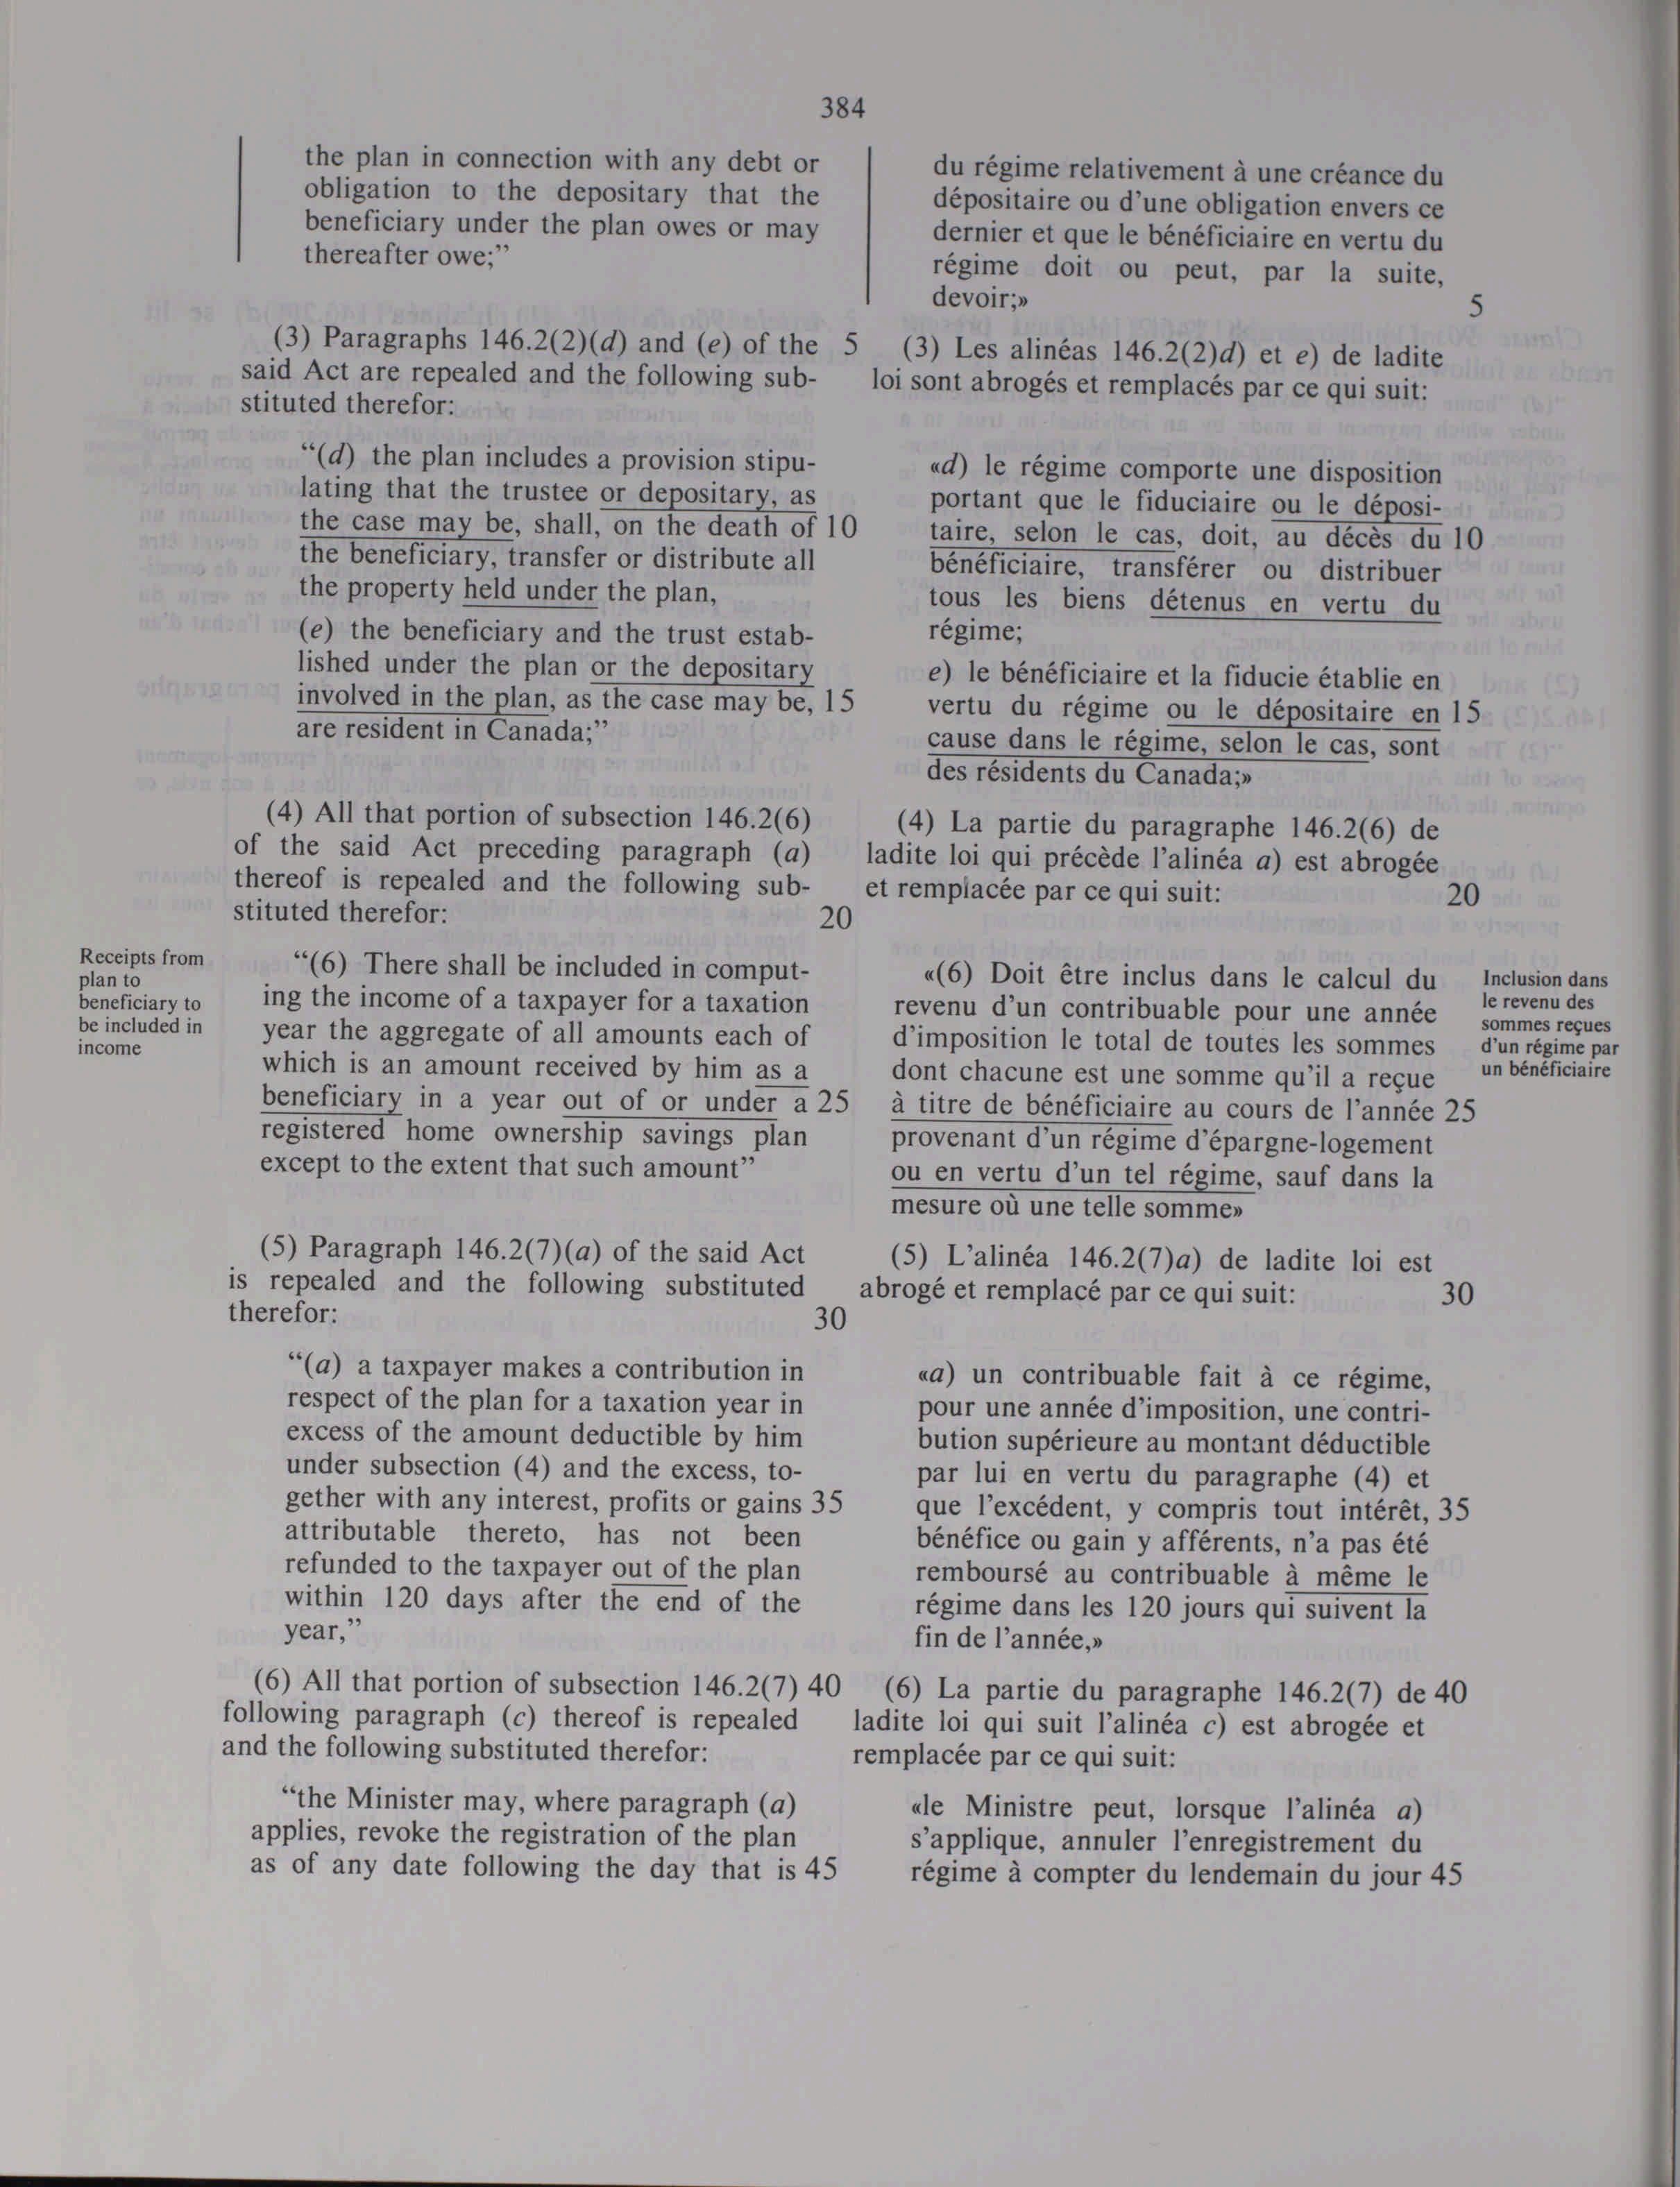 384
the plan in connection with any debt or
obligation to the depositary that the
beneficiary under the plan owes or may
thereafter owe;”
(3) Paragraphs 146.2(2)(d) and (e) of the 5
said Act are repealed and the following sub-
stituted therefor:
“(d) the plan includes a provision stipu-
lating that the trustee or depositary, as
the case may be, shall, on the death of 10
the beneficiary, transfer or distribute all
the property held under the plan,
(e) the beneficiary and the trust estab-
lished under the plan or the depositary
involved in the plan, as the case may be, 15
are resident in Canada;”
(4) All that portion of subsection 146.2(6)
of the said Act preceding paragraph (a)
thereof is repealed and the following sub-
stituted therefor: 20
Receipts from
plan to
beneficiary to
be included in
income
“(6) There shall be included in comput-
ing the income of a taxpayer for a taxation
year the aggregate of all amounts each of
which is an amount received by him as a
beneficiary in a year out of or under a 25
registered home ownership savings plan
except to the extent that such amount”
(5) Paragraph 146.2(7)(a) of the said Act
is repealed and the following substituted
therefor: 30
“(a) a taxpayer makes a contribution in
respect of the plan for a taxation year in
excess of the amount deductible by him
under subsection (4) and the excess, to-
gether with any interest, profits or gains 35
attributable thereto, has not been
refunded to the taxpayer out of the plan
within 120 days after the end of the
year,”
(6) All that portion of subsection 146.2(7) 40
following paragraph (c) thereof is repealed
and the following substituted therefor:
“the Minister may, where paragraph (a)
applies, revoke the registration of the plan
as of any date following the day that is 45
du régime relativement à une créance du
dépositaire ou d’une obligation envers ce
dernier et que le bénéficiaire en vertu du
régime doit ou peut, par la suite,
devoir;» 5
(3) Les alinéas 146.2(2)d) et e) de ladite
loi sont abrogés et remplacés par ce qui suit:
«d) le régime comporte une disposition
portant que le fiduciaire ou le déposi-
taire, selon le cas, doit, au décès du 10
bénéficiaire, transférer ou distribuer
tous les biens détenus en vertu du
régime;
e) le bénéficiaire et la fiducie établie en
vertu du régime ou le dépositaire en 15
cause dans le régime, selon le cas, sont
des résidents du Canada;»
(4) La partie du paragraphe 146.2(6) de
ladite loi qui précède l’alinéa a) est abrogée
et remplacée par ce qui suit: 20
«(6) Doit être inclus dans le calcul du
revenu d’un contribuable pour une année
d’imposition le total de toutes les sommes
dont chacune est une somme qu’il a reçue
à titre de bénéficiaire au cours de l’année 25
provenant d’un régime d’épargne-logement
ou en vertu d’un tel régime, sauf dans la
mesure où une telle somme»
Inclusion dans
le revenu des
sommes reçues
d’un régime par
un bénéficiaire
(5) L’alinéa 146.2(7)a) de ladite loi est
abrogé et remplacé par ce qui suit: 30
«a) un contribuable fait à ce régime,
pour une année d’imposition, une contri-
bution supérieure au montant déductible
par lui en vertu du paragraphe (4) et
que l’excédent, y compris tout intérêt, 35
bénéfice ou gain y afférents, n’a pas été
remboursé au contribuable à même le
régime dans les 120 jours qui suivent la
fin de l’année,»
(6) La partie du paragraphe 146.2(7) de 40
ladite loi qui suit l’alinéa c) est abrogée et
remplacée par ce qui suit:
«le Ministre peut, lorsque l’alinéa a)
s’applique, annuler l’enregistrement du
régime à compter du lendemain du jour 45